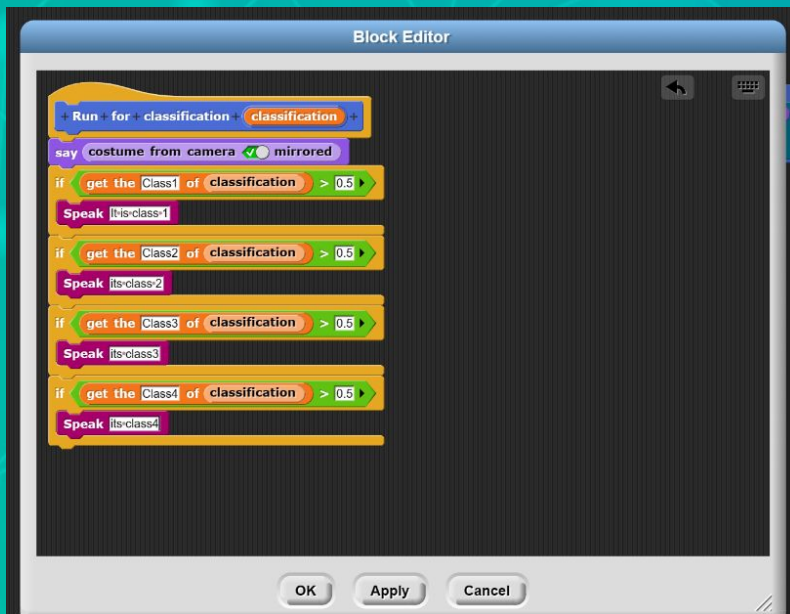 Block Editor
+ Run + for + classification + classification +
say costume from camera mirrored
if get the Class1 of classification > 0.5
Speak It·is·class·1
if get the Class2 of classification > 0.5
Speak its·class·2
if get the Class3 of classification > 0.5
Speak its·class3
if get the Class4 of classification > 0.5
Speak its·class4
OK Apply Cancel